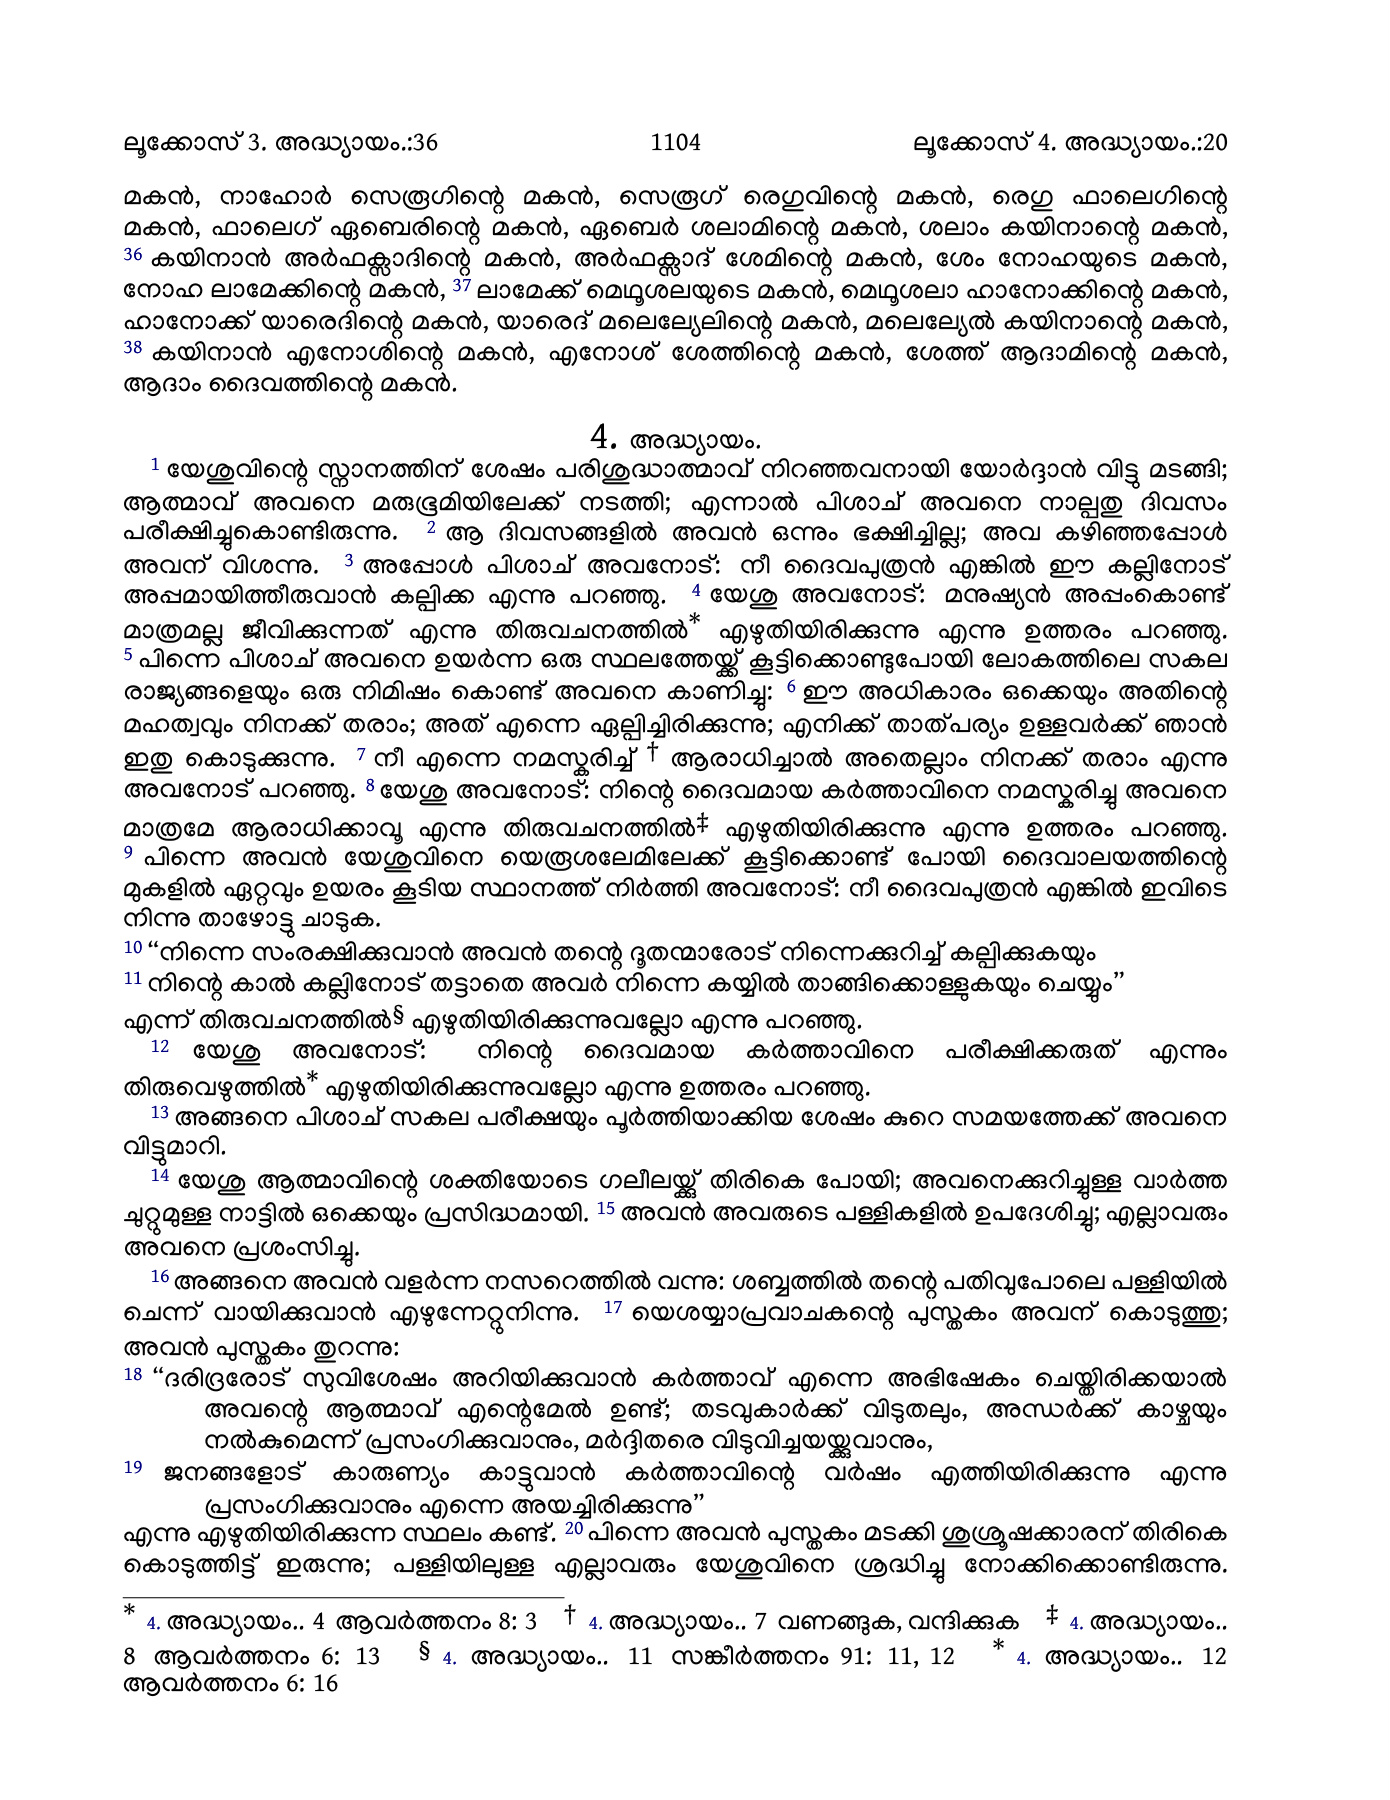 ലൂക്കോസ് 3. അദ്ധ്യായം.:36 1104 ലൂക്കോസ് 4. അദ്ധ്യായം.:20
മകൻ, നാഹോർ സെരൂഗിന്റെ മകൻ, സെരൂഗ് രെഗുവിന്റെ മകൻ, രെഗു ഫാലെഗിന്റെ
മകൻ, ഫാലെഗ് ഏബെരിന്റെ മകൻ, ഏബെർ ശലാമിന്റെ മകൻ, ശലാം കയിനാന്റെ മകൻ,
36 കയിനാൻ അർഫക്സാദിന്റെ മകൻ, അർഫക്സാദ് ശേമിന്റെ മകൻ, ശേം നോഹയുടെ മകൻ,
നോഹ ലാമേക്കിന്റെ മകൻ, 37 ലാമേക്ക് മെഥൂശലയുടെ മകൻ, മെഥൂശലാ ഹാനോക്കിന്റെ മകൻ,
ഹാനോക്ക് യാരെദിന്റെ മകൻ, യാരെദ് മലെല്യേലിന്റെ മകൻ, മലെല്യേൽ കയിനാന്റെ മകൻ,
38 കയിനാൻ എനോശിന്റെ മകൻ, എനോശ് ശേത്തിന്റെ മകൻ, ശേത്ത് ആദാമിന്റെ മകൻ,
ആദാം ദൈവത്തിന്റെ മകൻ.
4. അദ്ധ്യായം.
1 യേശുവിന്റെ സ്നാനത്തിന് ശേഷം പരിശുദ്ധാത്മാവ് നിറഞ്ഞവനായി യോർദ്ദാൻ വിട്ടു മടങ്ങി;
ആത്മാവ് അവനെ മരുഭൂമിയിലേക്ക് നടത്തി; എന്നാൽ പിശാച് അവനെ നാല്പതു ദിവസം
പരീക്ഷിച്ചുകൊണ്ടിരുന്നു. 2 ആ ദിവസങ്ങളിൽ അവൻ ഒന്നും ഭക്ഷിച്ചില്ല; അവ കഴിഞ്ഞപ്പോൾ
അവന് വിശന്നു. 3 അപ്പോൾ പിശാച് അവനോട്: നീ ദൈവപുത്രൻ എങ്കിൽ ഈ കല്ലിനോട്
അപ്പമായിത്തീരുവാൻ കല്പിക്ക എന്നു പറഞ്ഞു. 4 യേശു അവനോട്: മനുഷ്യൻ അപ്പംകൊണ്ട്
മാത്രമല്ല ജീവിക്കുന്നത് എന്നു തിരുവചനത്തിൽ* എഴുതിയിരിക്കുന്നു എന്നു ഉത്തരം പറഞ്ഞു.
5 പിന്നെ പിശാച് അവനെ ഉയർന്ന ഒരു സ്ഥലത്തേയ്ക്ക് കൂട്ടിക്കൊണ്ടുപോയി ലോകത്തിലെ സകല
രാജ്യങ്ങളെയും ഒരു നിമിഷം കൊണ്ട് അവനെ കാണിച്ചു: 6 ഈ അധികാരം ഒക്കെയും അതിന്റെ
മഹത്വവും നിനക്ക് തരാം; അത് എന്നെ ഏല്പിച്ചിരിക്കുന്നു; എനിക്ക് താത്പര്യം ഉള്ളവർക്ക് ഞാൻ
ഇതു കൊടുക്കുന്നു. 7 നീ എന്നെ നമസ്കരിച്ച് † ആരാധിച്ചാൽ അതെല്ലാം നിനക്ക് തരാം എന്നു
അവനോട് പറഞ്ഞു. 8 യേശു അവനോട്: നിന്റെ ദൈവമായ കർത്താവിനെ നമസ്കരിച്ചു അവനെ
മാത്രമേ ആരാധിക്കാവൂ എന്നു തിരുവചനത്തിൽ‡ എഴുതിയിരിക്കുന്നു എന്നു ഉത്തരം പറഞ്ഞു.
9 പിന്നെ അവൻ യേശുവിനെ യെരൂശലേമിലേക്ക് കൂട്ടിക്കൊണ്ട് പോയി ദൈവാലയത്തിന്റെ
മുകളിൽ ഏറ്റവും ഉയരം കൂടിയ സ്ഥാനത്ത് നിർത്തി അവനോട്: നീ ദൈവപുത്രൻ എങ്കിൽ ഇവിടെ
നിന്നു താഴോട്ടു ചാടുക.
10 “നിന്നെ സംരക്ഷിക്കുവാൻ അവൻ തന്റെ ദൂതന്മാരോട് നിന്നെക്കുറിച്ച് കല്പിക്കുകയും
11 നിന്റെ കാൽ കല്ലിനോട് തട്ടാതെ അവർ നിന്നെ കയ്യിൽ താങ്ങിക്കൊള്ളുകയും ചെയ്യും”
എന്ന് തിരുവചനത്തിൽ§ എഴുതിയിരിക്കുന്നുവല്ലോ എന്നു പറഞ്ഞു.
12 യേശു അവനോട്: നിന്റെ ദൈവമായ കർത്താവിനെ പരീക്ഷിക്കരുത് എന്നും
തിരുവെഴുത്തിൽ* എഴുതിയിരിക്കുന്നുവല്ലോ എന്നു ഉത്തരം പറഞ്ഞു.
13 അങ്ങനെ പിശാച് സകല പരീക്ഷയും പൂർത്തിയാക്കിയ ശേഷം കുറെ സമയത്തേക്ക് അവനെ
വിട്ടുമാറി.
14 യേശു ആത്മാവിന്റെ ശക്തിയോടെ ഗലീലയ്ക്കു് തിരികെ പോയി; അവനെക്കുറിച്ചുള്ള വാർത്ത
ചുറ്റുമുള്ള നാട്ടിൽ ഒക്കെയും പ്രസിദ്ധമായി. 15 അവൻ അവരുടെ പള്ളികളിൽ ഉപദേശിച്ചു; എല്ലാവരും
അവനെ പ്രശംസിച്ചു.
16 അങ്ങനെ അവൻ വളർന്ന നസറെത്തിൽ വന്നു: ശബ്ബത്തിൽ തന്റെ പതിവുപോലെ പള്ളിയിൽ
ചെന്ന് വായിക്കുവാൻ എഴുന്നേറ്റുനിന്നു. 17 യെശയ്യാപ്രവാചകന്റെ പുസ്തകം അവന് കൊടുത്തു;
അവൻ പുസ്തകം തുറന്നു:
18 “ദരിദ്രരോട് സുവിശേഷം അറിയിക്കുവാൻ കർത്താവ് എന്നെ അഭിഷേകം ചെയ്തിരിക്കയാൽ
അവന്റെ ആത്മാവ് എന്റെമേൽ ഉണ്ട്; തടവുകാർക്ക് വിടുതലും, അന്ധർക്ക് കാഴ്ചയും
നൽകുമെന്ന് പ്രസംഗിക്കുവാനും, മർദ്ദിതരെ വിടുവിച്ചയയ്ക്കുവാനും,
19 ജനങ്ങളോട് കാരുണ്യം കാട്ടുവാൻ കർത്താവിന്റെ വർഷം എത്തിയിരിക്കുന്നു എന്നു
പ്രസംഗിക്കുവാനും എന്നെ അയച്ചിരിക്കുന്നു”
എന്നു എഴുതിയിരിക്കുന്ന സ്ഥലം കണ്ട്. 20 പിന്നെ അവൻ പുസ്തകം മടക്കി ശുശ്രൂഷക്കാരന് തിരികെ
കൊടുത്തിട്ട് ഇരുന്നു; പള്ളിയിലുള്ള എല്ലാവരും യേശുവിനെ ശ്രദ്ധിച്ചു നോക്കിക്കൊണ്ടിരുന്നു.
* 4. അദ്ധ്യായം.. 4 ആവർത്തനം 8: 3 † 4. അദ്ധ്യായം.. 7 വണങ്ങുക, വന്ദിക്കുക ‡ 4. അദ്ധ്യായം..
8 ആവർത്തനം 6: 13 § 4. അദ്ധ്യായം.. 11 സങ്കീർത്തനം 91: 11, 12 * 4. അദ്ധ്യായം.. 12
ആവർത്തനം 6: 16